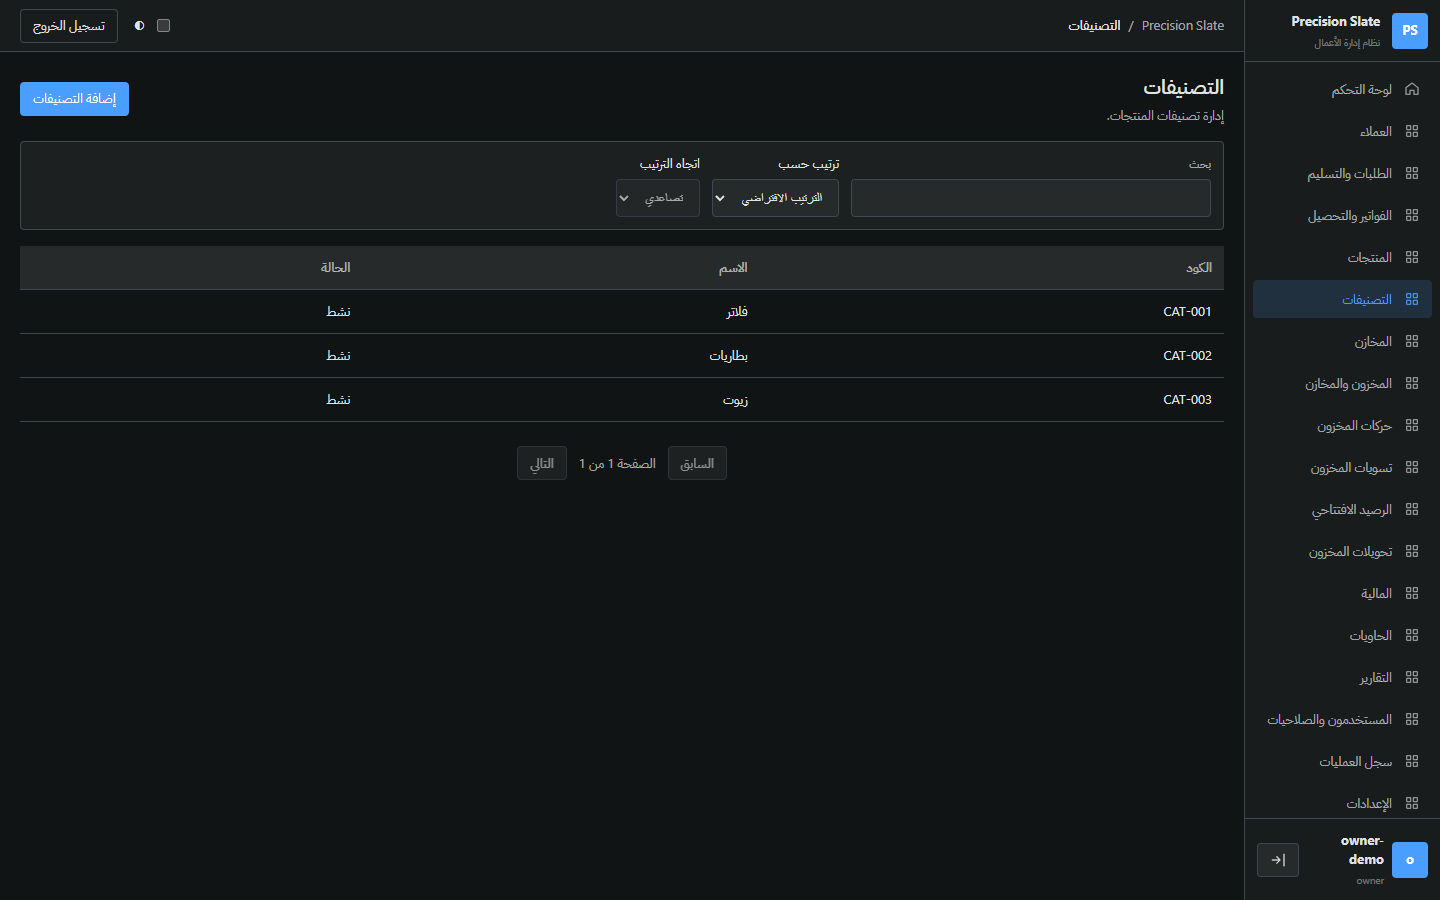 PS
Precision Slate
نظام إدارة الأعمال
لوحة التحكم
العملاء
الطلبات والتسليم
الفواتير والتحصيل
المنتجات
التصنيفات
المخازن
المخزون والمخازن
حركات المخزون
تسويات المخزون
الرصيد الافتتاحي
تحويلات المخزون
المالية
الحاويات
التقارير
المستخدمون والصلاحيات
سجل العمليات
الإعدادات
o
owner-
demo
owner
Precision Slate / التصنيفات
تسجيل الخروج
التصنيفات
إدارة تصنيفات المنتجات.
إضافة التصنيفات
بحث ترتيب حسب اتجاه الترتيب
الترتيب الافتراضي تصاعدي
الكود الاسم الحالة
CAT-001 فلاتر نشط
CAT-002 بطاريات نشط
CAT-003 زيوت نشط
السابق الصفحة 1 من 1 التالي